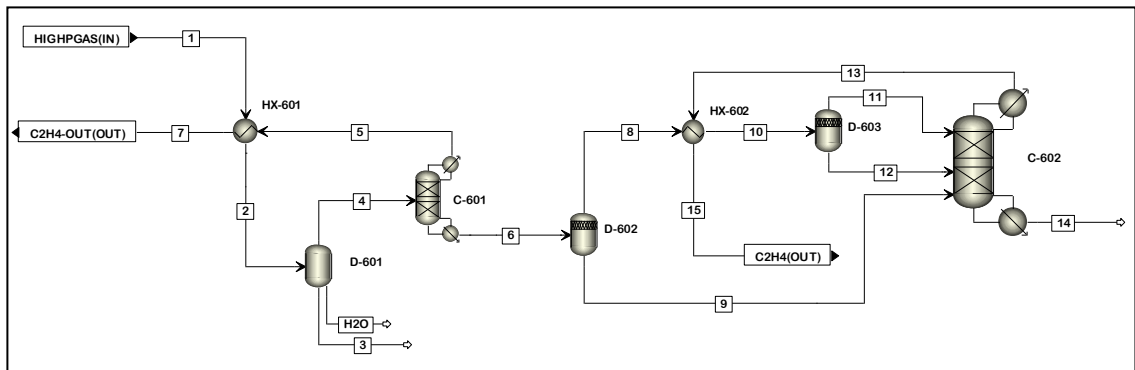 HIGHPGAS(IN)
1
HX-601
C2H4-OUT(OUT)
7
5
2
4
C-601
6
D-601
H2O
3
8
HX-602
13
11
10
D-603
12
C-602
D-602
15
14
C2H4(OUT)
9